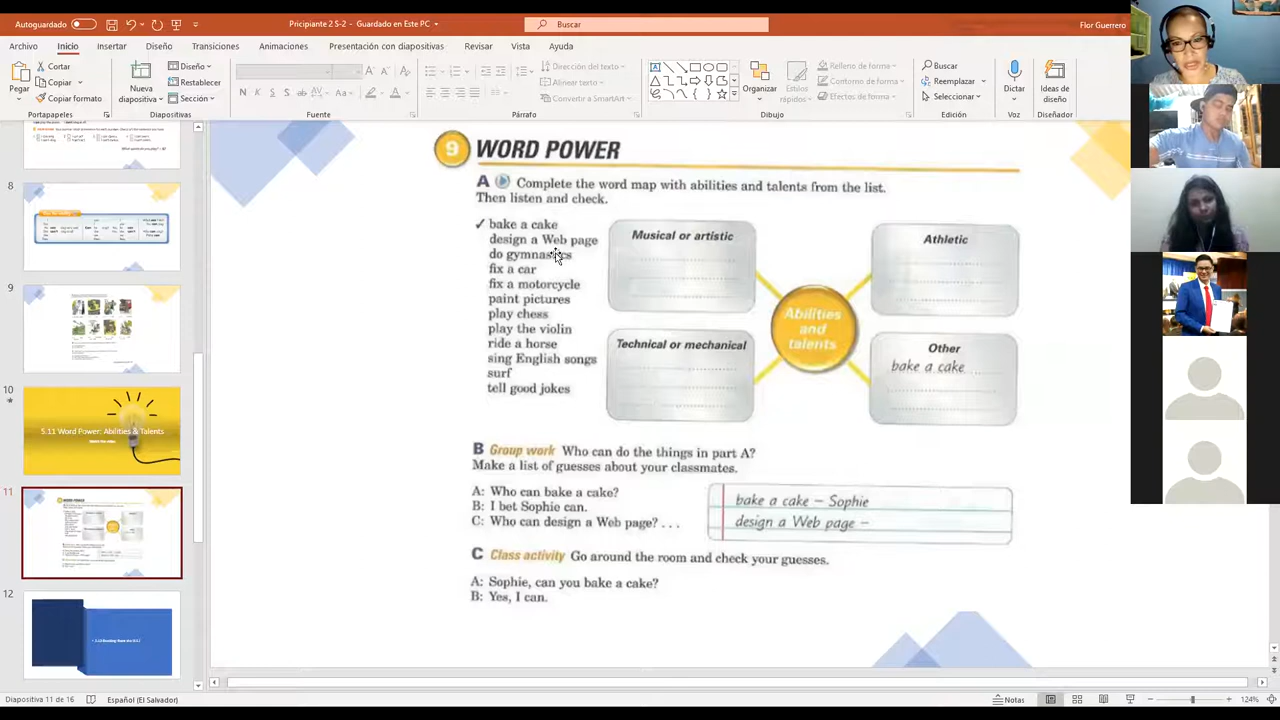 Autoguardado
Pricipiante 2 S-2 - Guardado en Este PC
Buscar
Flor Guerrero
Archivo Inicio Insertar Diseño Transiciones Animaciones Presentación con diapositivas Revisar Vista Ayuda
Pegar
Cortar
Copiar
Copiar formato
Portapapeles
Nueva diapositiva
Diseño
Restablecer
Sección
Diapositivas
Fuente
Dirección del texto
Alinear texto
Convertir a SmartArt
Párrafo
Organizar
Estilos rápidos
Relleno de forma
Contorno de forma
Efectos de forma
Dibujo
Buscar
Reemplazar
Seleccionar
Edición
Dictar
Voz
Ideas de diseño
Diseñador
8
9
10
5.11 Word Power: Abilities & Talents
11
12
9 WORD POWER
A Complete the word map with abilities and talents from the list.
Then listen and check.
✓ bake a cake
design a Web page
do gymnastics
fix a car
fix a motorcycle
paint pictures
play chess
play the violin
ride a horse
sing English songs
surf
tell good jokes
Musical or artistic
Athletic
Abilities and talents
Technical or mechanical
Other
bake a cake
B Group work Who can do the things in part A?
Make a list of guesses about your classmates.
A: Who can bake a cake?
B: I bet Sophie can.
C: Who can design a Web page? . . .
bake a cake – Sophie
design a Web page –
C Class activity Go around the room and check your guesses.
A: Sophie, can you bake a cake?
B: Yes, I can.
Diapositiva 11 de 16
Español (El Salvador)
Notas
124%